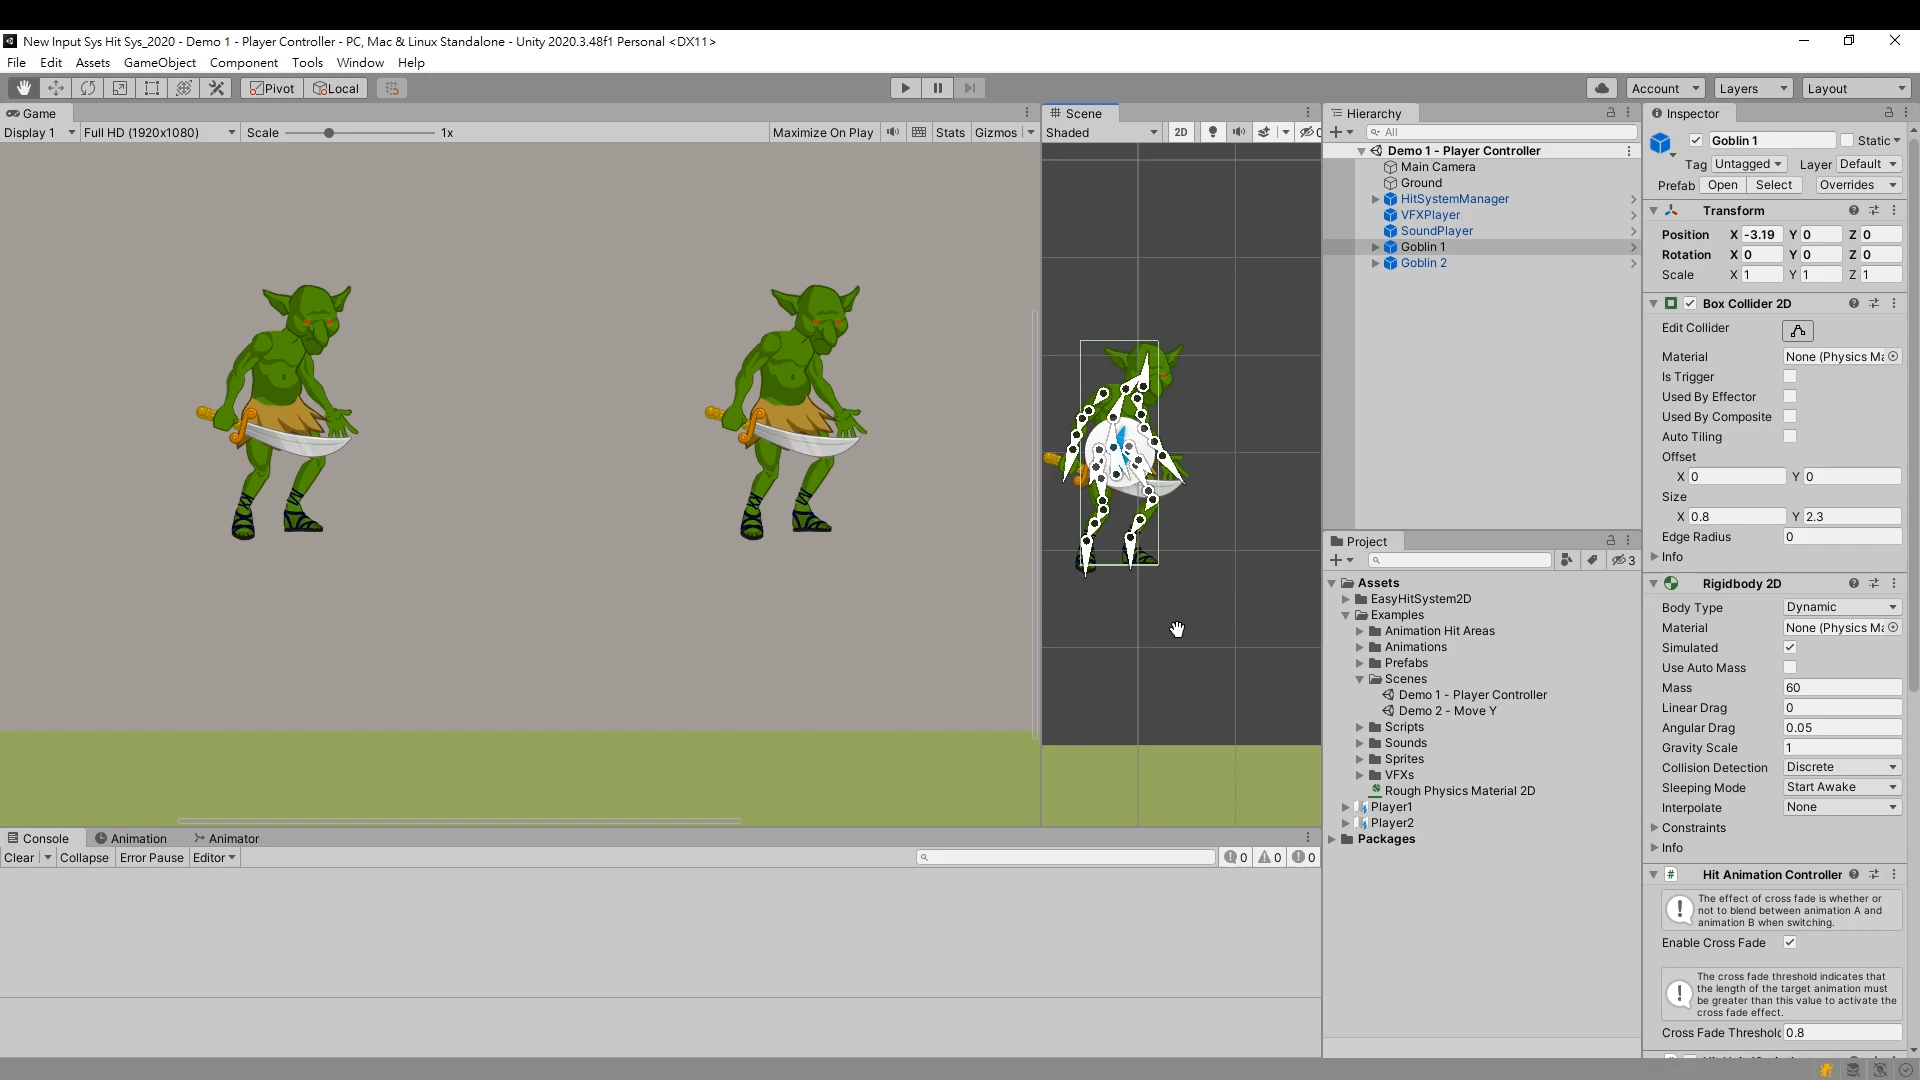 New Input Sys Hit Sys_2020 - Demo 1 - Player Controller - PC, Mac & Linux Standalone - Unity 2020.3.48f1 Personal <DX11>
File Edit Assets GameObject Component Tools Window Help
Pivot Local Account Layers Layout
Game
Display 1 Full HD (1920x1080) Scale 1x Maximize On Play Stats Gizmos
Scene
Shaded 2D 0
Hierarchy
All
Demo 1 - Player Controller
Main Camera
Ground
HitSystemManager
VFXPlayer
SoundPlayer
Goblin 1
Goblin 2
Project
3
Assets
EasyHitSystem2D
Examples
Animation Hit Areas
Animations
Prefabs
Scenes
Demo 1 - Player Controller
Demo 2 - Move Y
Scripts
Sounds
Sprites
VFXs
Rough Physics Material 2D
Player1
Player2
Packages
Console Animation Animator
Clear Collapse Error Pause Editor 0 0 0
Inspector
Goblin 1 Static
Tag Untagged Layer Default
Prefab Open Select Overrides
Transform
Position X -3.19 Y 0 Z 0
Rotation X 0 Y 0 Z 0
Scale X 1 Y 1 Z 1
Box Collider 2D
Edit Collider
Material None (Physics Ma
Is Trigger
Used By Effector
Used By Composite
Auto Tiling
Offset
X 0 Y 0
Size
X 0.8 Y 2.3
Edge Radius 0
Info
Rigidbody 2D
Body Type Dynamic
Material None (Physics Ma
Simulated
Use Auto Mass
Mass 60
Linear Drag 0
Angular Drag 0.05
Gravity Scale 1
Collision Detection Discrete
Sleeping Mode Start Awake
Interpolate None
Constraints
Info
Hit Animation Controller
The effect of cross fade is whether or
not to blend between animation A and
animation B when switching.
Enable Cross Fade
The cross fade threshold indicates that
the length of the target animation must
be greater than this value to activate the
cross fade effect.
Cross Fade Threshold 0.8